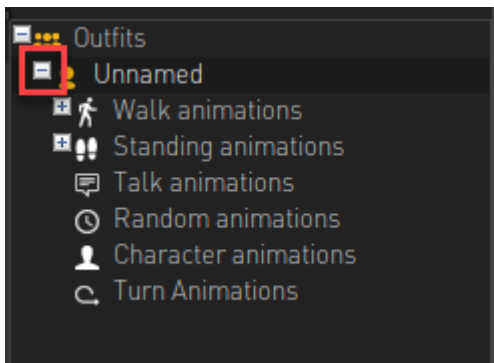 Outfits
Unnamed
Walk animations
Standing animations
Talk animations
Random animations
Character animations
Turn Animations